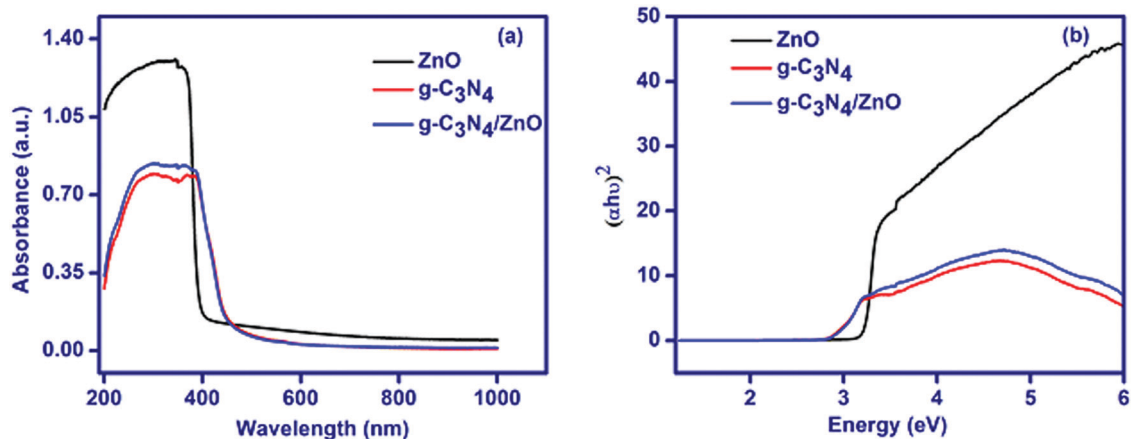 1.40
1.05
0.70
0.35
0.00
Absorbance (a.u.)
(a)
ZnO
g-C₃N₄
g-C₃N₄/ZnO
200 400 600 800 1000
Wavelength (nm)
50
40
30
20
10
0
(αhυ)²
(b)
ZnO
g-C₃N₄
g-C₃N₄/ZnO
2 3 4 5 6
Energy (eV)